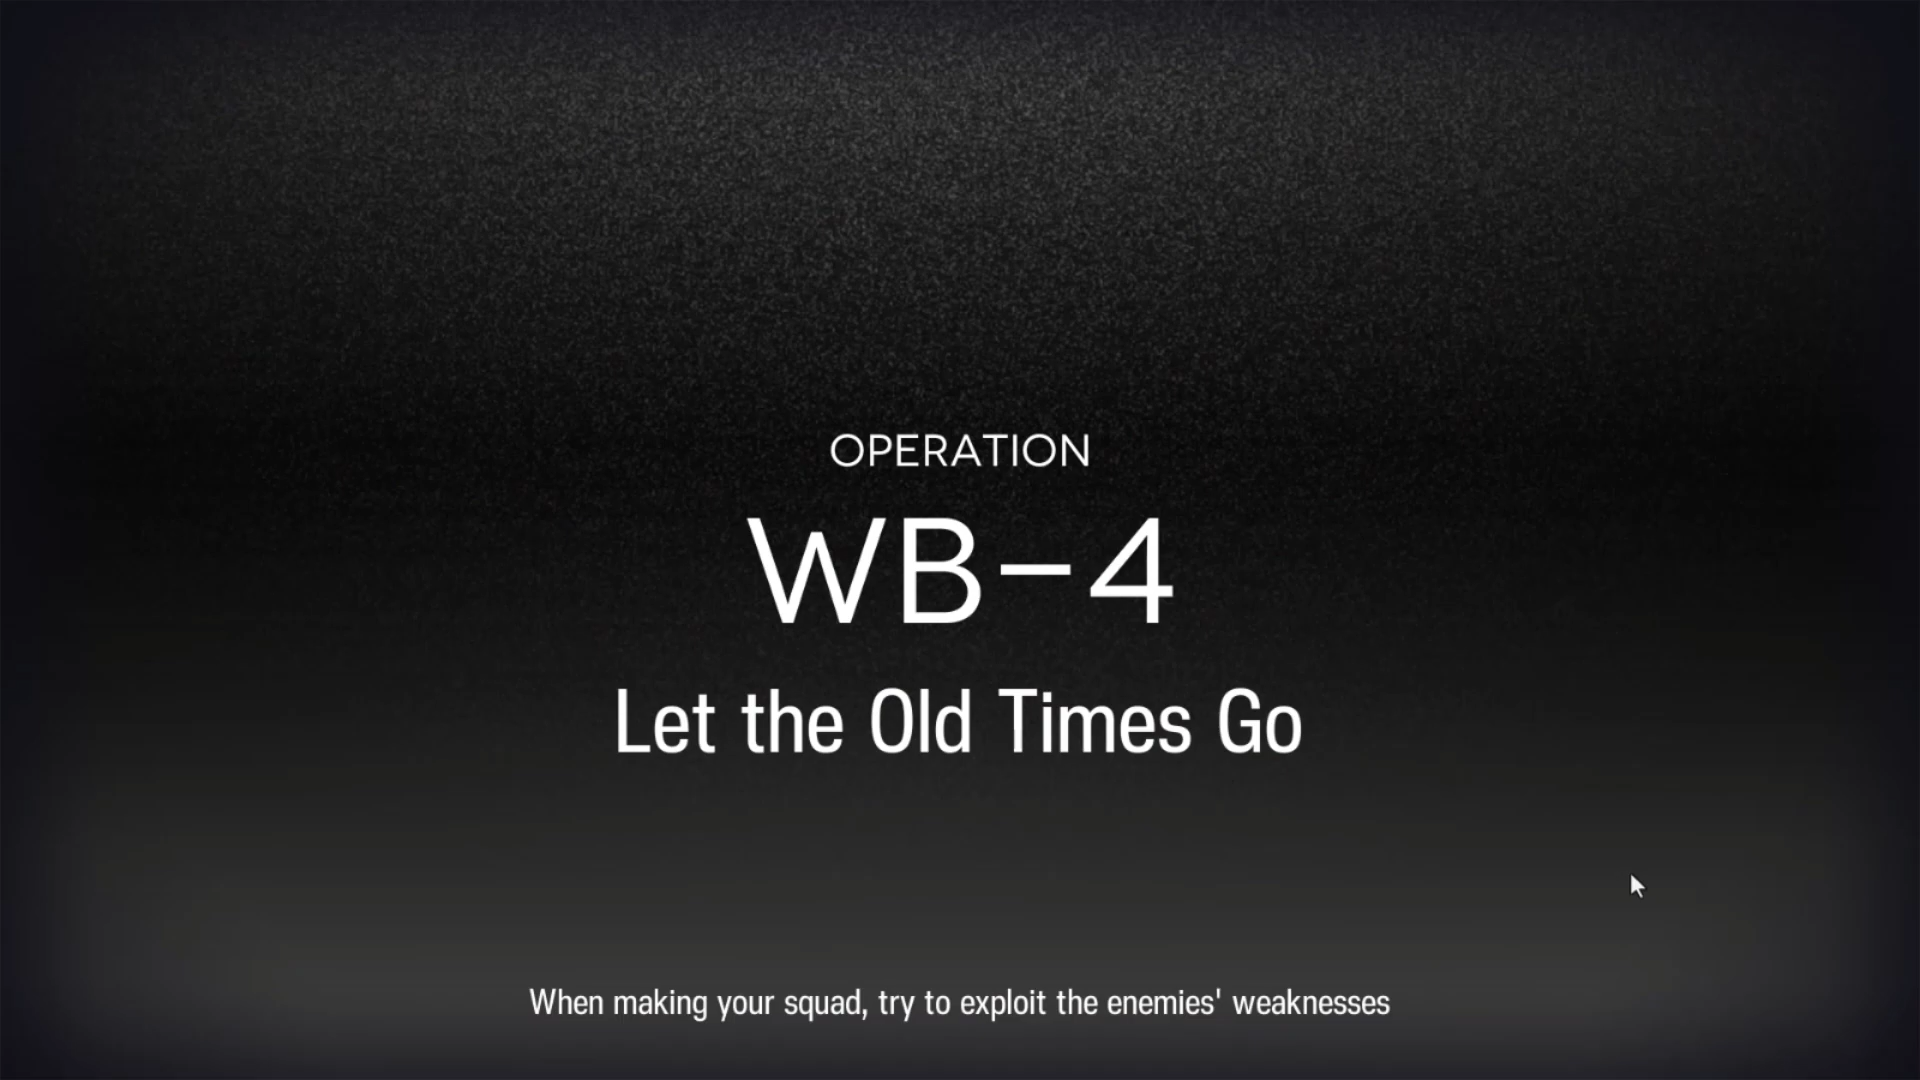 OPERATION
WB-4
Let the Old Times Go
When making your squad, try to exploit the enemies' weaknesses